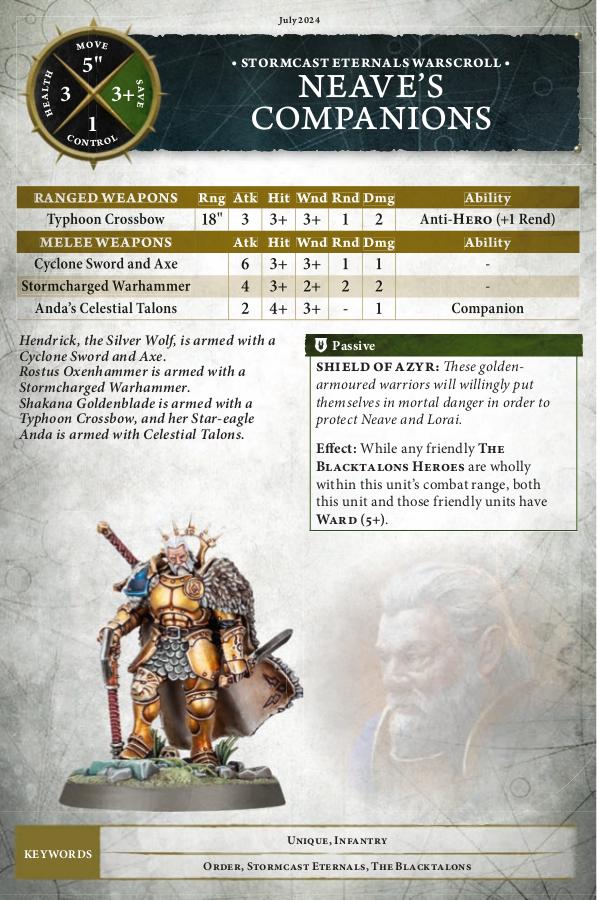 July 2024
MOVE
5"
HEALTH
3
3+
SAVE
1
CONTROL
• STORMCAST ETERNALS WARSCROLL •
NEAVE'S
COMPANIONS
RANGED WEAPONS Rng Atk Hit Wnd Rnd Dmg Ability
Typhoon Crossbow 18" 3 3+ 3+ 1 2 Anti-HERO (+1 Rend)
MELEE WEAPONS Atk Hit Wnd Rnd Dmg Ability
Cyclone Sword and Axe 6 3+ 3+ 1 1 -
Stormcharged Warhammer 4 3+ 2+ 2 2 -
Anda's Celestial Talons 2 4+ 3+ - 1 Companion
Hendrick, the Silver Wolf, is armed with a
Cyclone Sword and Axe.
Rostus Oxenhammer is armed with a
Stormcharged Warhammer.
Shakana Goldenblade is armed with a
Typhoon Crossbow, and her Star-eagle
Anda is armed with Celestial Talons.
Passive
SHIELD OF AZYR: These golden-
armoured warriors will willingly put
themselves in mortal danger in order to
protect Neave and Lorai.
Effect: While any friendly THE
BLACKTALONS HEROES are wholly
within this unit's combat range, both
this unit and those friendly units have
WARD (5+).
KEYWORDS
UNIQUE, INFANTRY
ORDER, STORMCAST ETERNALS, THE BLACKTALONS